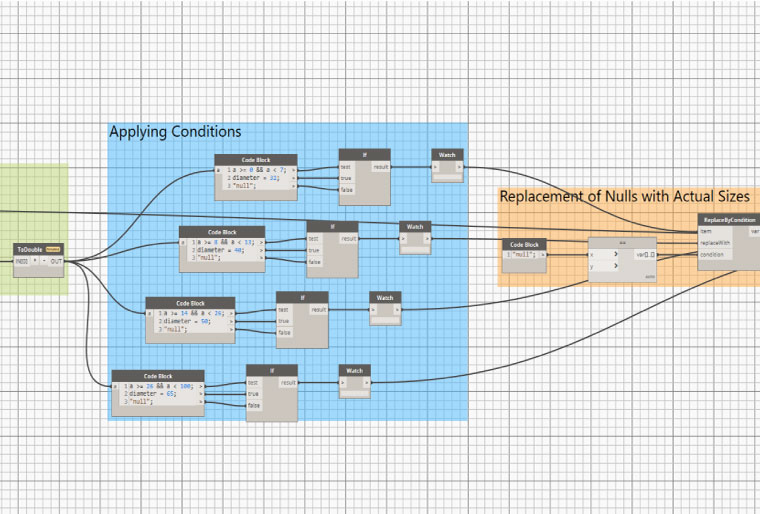 Applying Conditions
Code Block
a
1 a >= 0 && a < 7; >
2 diameter = 32; >
3 "null"; >
If
test result
true
false
Watch
> >
Code Block
a
1 a >= 8 && a < 13; >
2 diameter = 40; >
3 "null"; >
If
test result
true
false
Watch
> >
Code Block
a
1 a >= 14 && a < 26; >
2 diameter = 50; >
3 "null"; >
If
test result
true
false
Watch
> >
Code Block
a
1 a >= 26 && a < 100; >
2 diameter = 65; >
3 "null"; >
If
test result
true
false
Watch
> >
ToDouble
OUT
Replacement of Nulls with Actual Sizes
Code Block
1 "null"; >
==
x > var[]..[]
y >
ReplaceByCondition
item var
replaceWith
condition